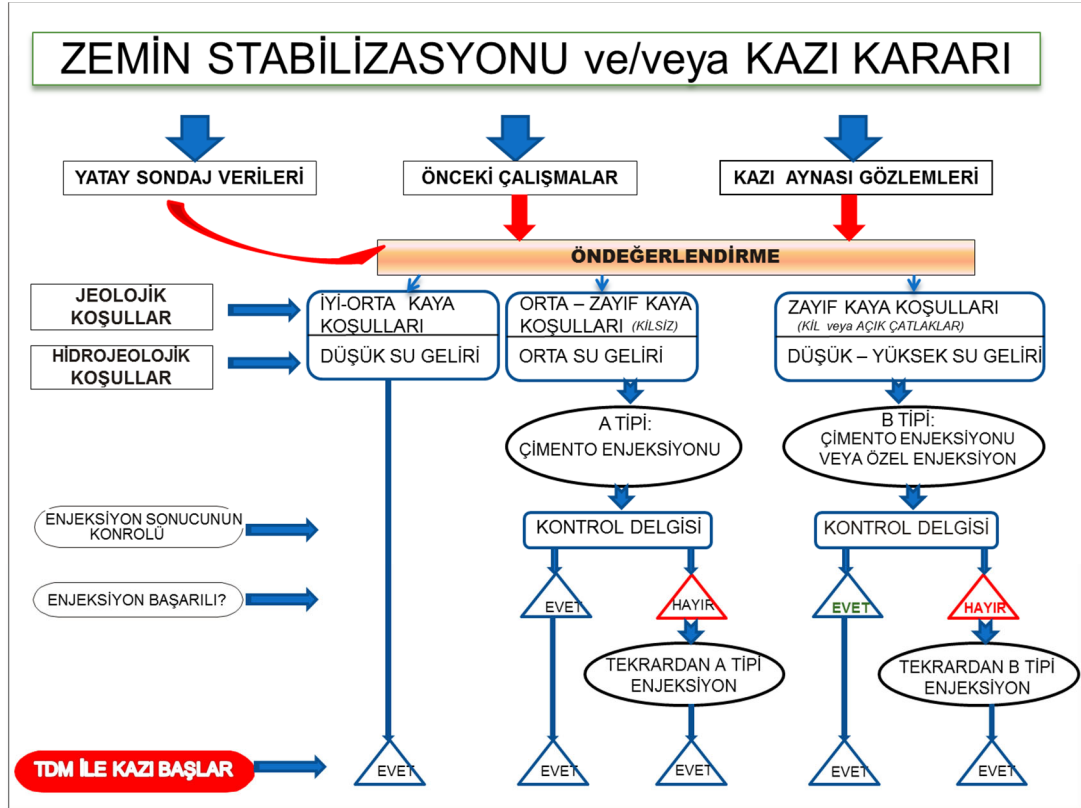 ZEMİN STABİLİZASYONU ve/veya KAZI KARARI
YATAY SONDAJ VERİLERİ
ÖNCEKİ ÇALIŞMALAR
KAZI AYNASI GÖZLEMLERİ
ÖNDEĞERLENDİRME
JEOLOJİK
KOŞULLAR
İYİ-ORTA KAYA
KOŞULLARI
ORTA – ZAYIF KAYA
KOŞULLARI (KİLSİZ)
ZAYIF KAYA KOŞULLARI
(KİL veya AÇIK ÇATLAKLAR)
HİDROJEOLOJİK
KOŞULLAR
DÜŞÜK SU GELİRİ
ORTA SU GELİRİ
DÜŞÜK – YÜKSEK SU GELİRİ
A TİPİ:
ÇİMENTO ENJEKSİYONU
B TİPİ:
ÇİMENTO ENJEKSİYONU
VEYA ÖZEL ENJEKSİYON
ENJEKSİYON SONUCUNUN
KONROLÜ
KONTROL DELGİSİ
KONTROL DELGİSİ
ENJEKSİYON BAŞARILI?
EVET
HAYIR
EVET
HAYIR
TEKRARDAN A TİPİ
ENJEKSİYON
TEKRARDAN B TİPİ
ENJEKSİYON
TDM İLE KAZI BAŞLAR
EVET
EVET
EVET
EVET
EVET